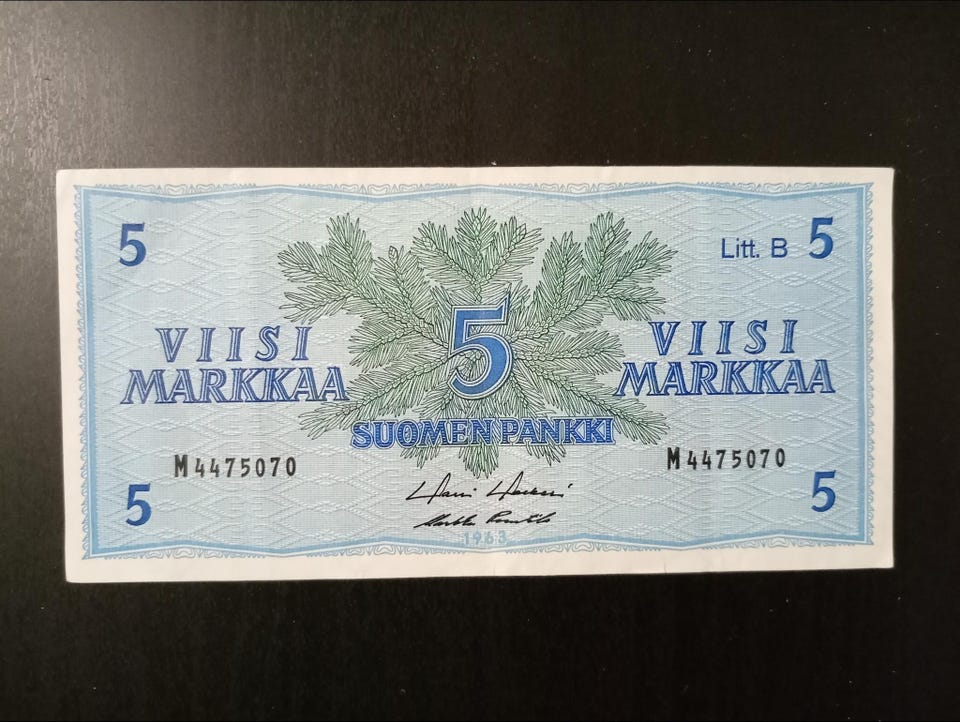 5
Litt. B 5
VIISI MARKKAA
5
VIISI MARKKAA
SUOMEN PANKKI
M4475070
M4475070
5
5
1963